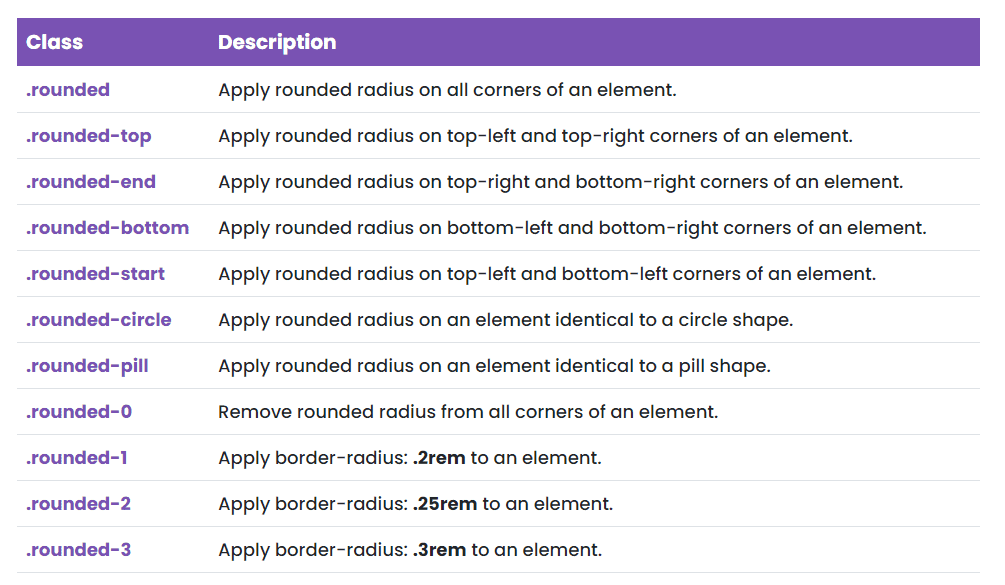 Class Description
.rounded Apply rounded radius on all corners of an element.
.rounded-top Apply rounded radius on top-left and top-right corners of an element.
.rounded-end Apply rounded radius on top-right and bottom-right corners of an element.
.rounded-bottom Apply rounded radius on bottom-left and bottom-right corners of an element.
.rounded-start Apply rounded radius on top-left and bottom-left corners of an element.
.rounded-circle Apply rounded radius on an element identical to a circle shape.
.rounded-pill Apply rounded radius on an element identical to a pill shape.
.rounded-0 Remove rounded radius from all corners of an element.
.rounded-1 Apply border-radius: .2rem to an element.
.rounded-2 Apply border-radius: .25rem to an element.
.rounded-3 Apply border-radius: .3rem to an element.